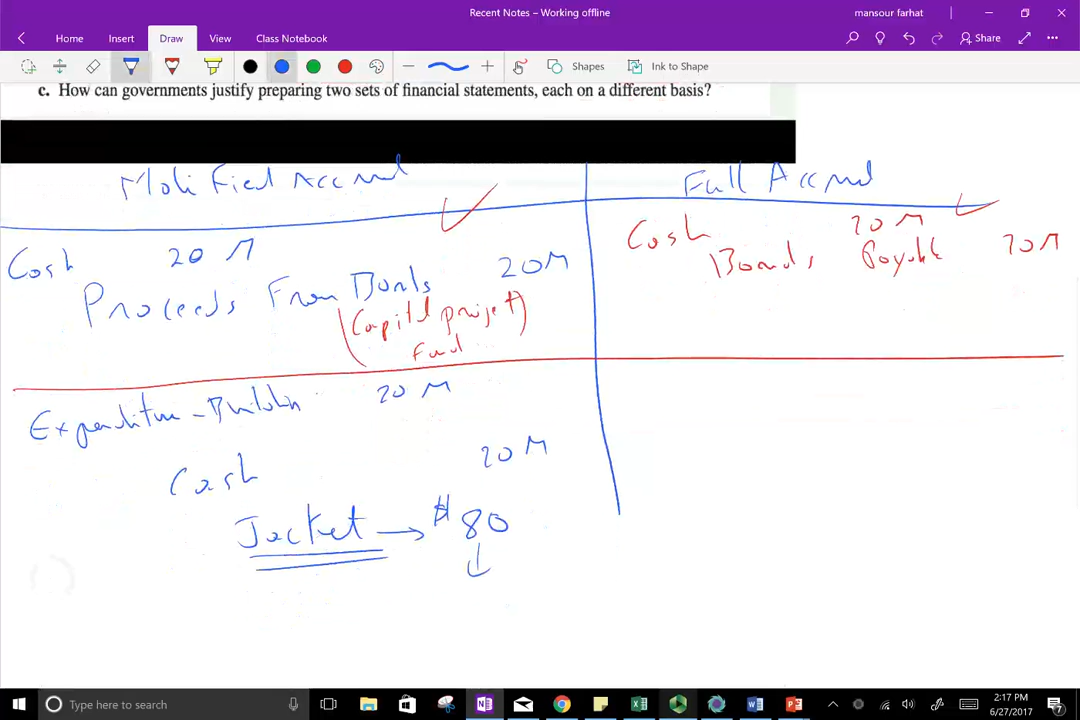 Recent Notes - Working offline
mansour farhat
Home Insert Draw View Class Notebook
Share
Shapes
Ink to Shape
c. How can governments justify preparing two sets of financial statements, each on a different basis?
Modified Accrual
Full Accrual
Cash 20 M
Proceeds From Bonds 20M
(Capital project
Fund
Cash 20 M
Bonds Payable 20M
Expenditure - Building 20 M
Cash 20 M
Jacket → $80
Type here to search
2:17 PM
6/27/2017
7